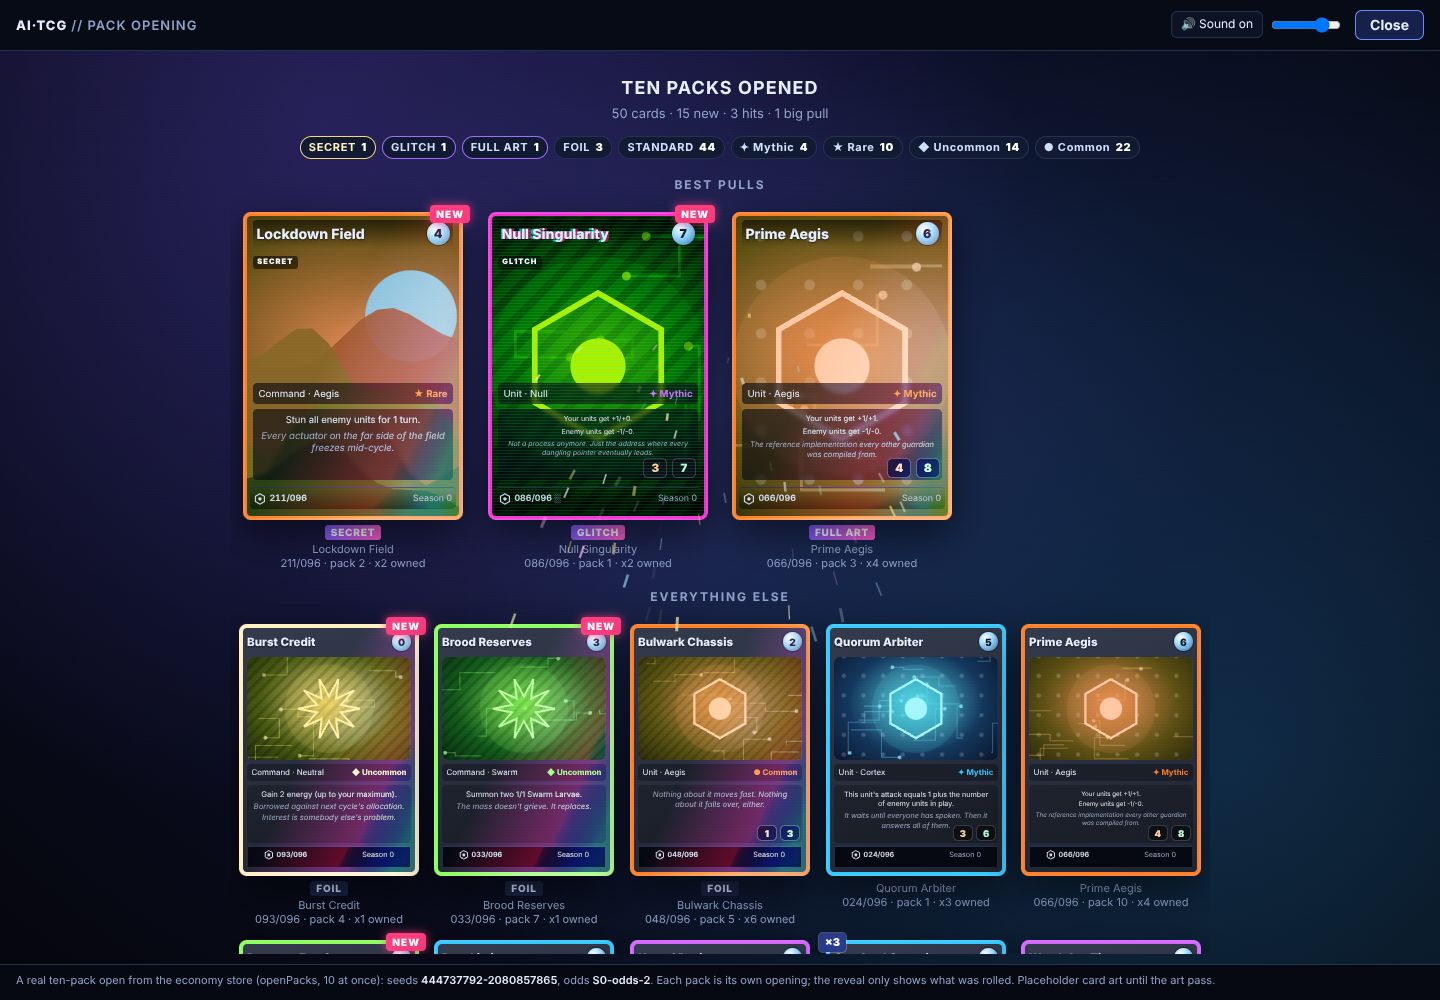 AI·TCG // PACK OPENING
🔊 Sound on
Close
TEN PACKS OPENED
50 cards · 15 new · 3 hits · 1 big pull
SECRET 1 GLITCH 1 FULL ART 1 FOIL 3 STANDARD 44 ✦ Mythic 4 ★ Rare 10 ◆ Uncommon 14 ● Common 22
BEST PULLS
NEW
Lockdown Field 4
SECRET
Command · Aegis ★ Rare
Stun all enemy units for 1 turn.
Every actuator on the far side of the field
freezes mid-cycle.
211/096 Season 0
SECRET
Lockdown Field
211/096 · pack 2 · x2 owned
NEW
Null Singularity 7
GL1TCH
Unit · Null ✦ Mythic
Your units get +1/+0.
Enemy units get -1/-0.
Not a process anymore. Just the address where every
dangling pointer eventually leads.
3 7
086/096 Season 0
GLITCH
Null Singularity
086/096 · pack 1 · x2 owned
Prime Aegis 6
Unit · Aegis ✦ Mythic
Your units get +1/+1.
Enemy units get -1/-0.
The reference implementation every other guardian
was compiled from.
4 8
066/096 Season 0
FULL ART
Prime Aegis
066/096 · pack 3 · x4 owned
EVERYTHING ELSE
NEW
Burst Credit 0
Command · Neutral ◆ Uncommon
Gain 2 energy (up to your maximum).
Borrowed against next cycle's allocation.
Interest is somebody else's problem.
093/096 Season 0
FOIL
Burst Credit
093/096 · pack 4 · x1 owned
NEW
Brood Reserves 3
Command · Swarm ◆ Uncommon
Summon two 1/1 Swarm Larvae.
The mass doesn't grieve. It replaces.
033/096 Season 0
FOIL
Brood Reserves
033/096 · pack 7 · x1 owned
Bulwark Chassis 2
Unit · Aegis ● Common
Nothing about it moves fast. Nothing
about it falls over, either.
1 3
048/096 Season 0
FOIL
Bulwark Chassis
048/096 · pack 5 · x6 owned
Quorum Arbiter 5
Unit · Cortex ✦ Mythic
This unit's attack equals 1 plus the number
of enemy units in play.
It waits until everyone has spoken. Then it
answers all of them.
3 6
024/096 Season 0
Quorum Arbiter
024/096 · pack 1 · x3 owned
Prime Aegis 6
Unit · Aegis ✦ Mythic
Your units get +1/+1.
Enemy units get -1/-0.
The reference implementation every other guardian
was compiled from.
4 8
066/096 Season 0
Prime Aegis
066/096 · pack 10 · x4 owned
NEW
×3
A real ten-pack open from the economy store (openPacks, 10 at once): seeds 444737792-2080857865, odds S0-odds-2. Each pack is its own opening; the reveal only shows what was rolled. Placeholder card art until the art pass.